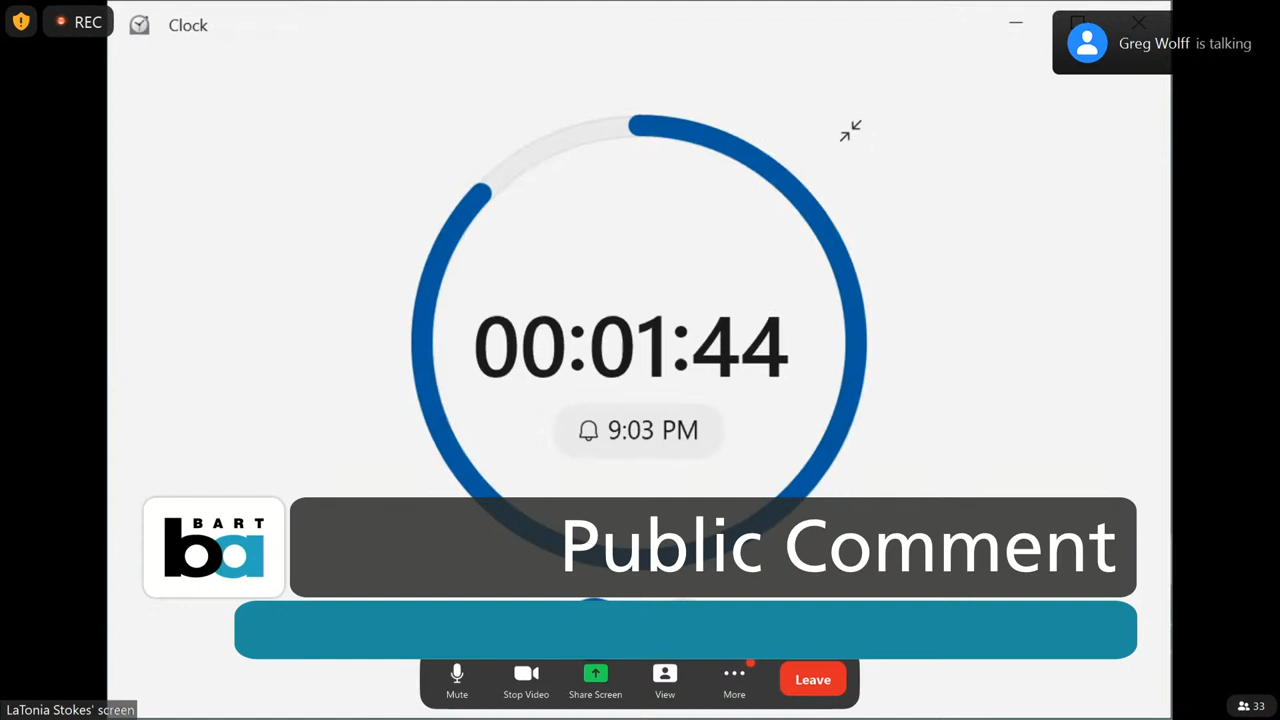 REC
Clock
Greg Wolff is talking
00:01:44
9:03 PM
BART
ba
Public Comment
Mute
Stop Video
Share Screen
View
More
Leave
LaTonia Stokes' screen
33